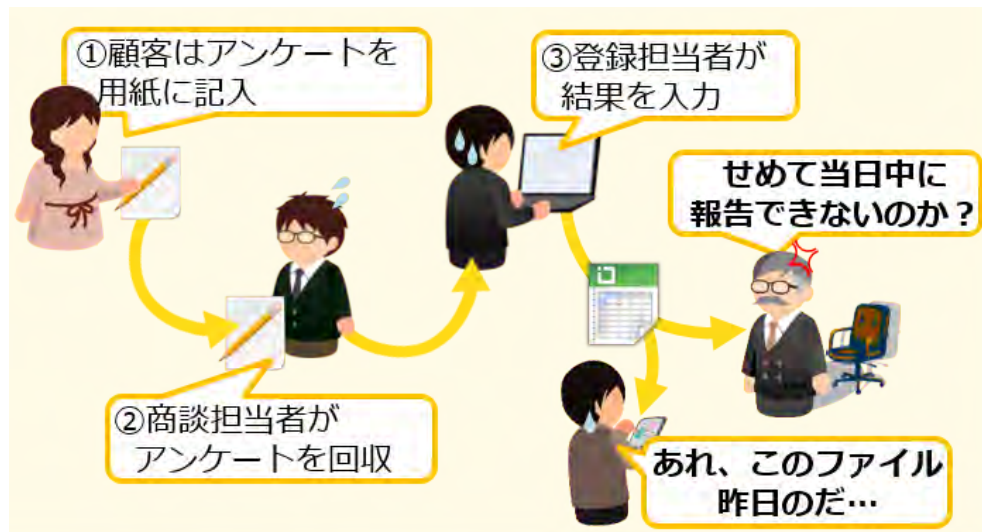 ①顧客はアンケートを
用紙に記入
②商談担当者が
アンケートを回収
③登録担当者が
結果を入力
せめて当日中に
報告できないのか？
あれ、このファイル
昨日のだ…